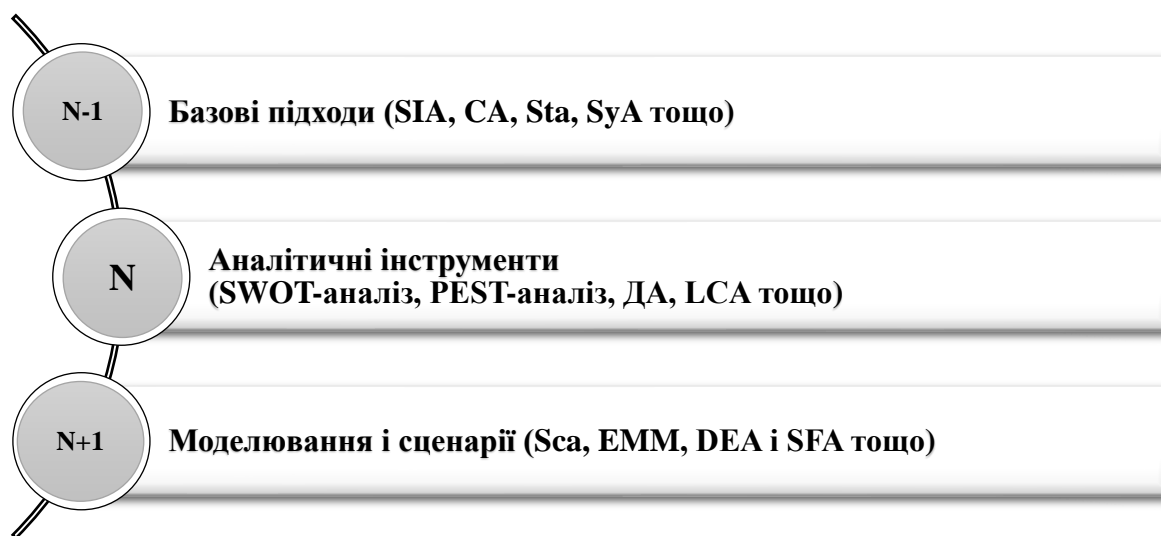 N-1
Базові підходи (SIA, CA, Sta, SyA тощо)
N
Аналітичні інструменти
(SWOT-аналіз, PEST-аналіз, ДА, LCA тощо)
N+1
Моделювання і сценарії (Sca, EMM, DEA і SFA тощо)